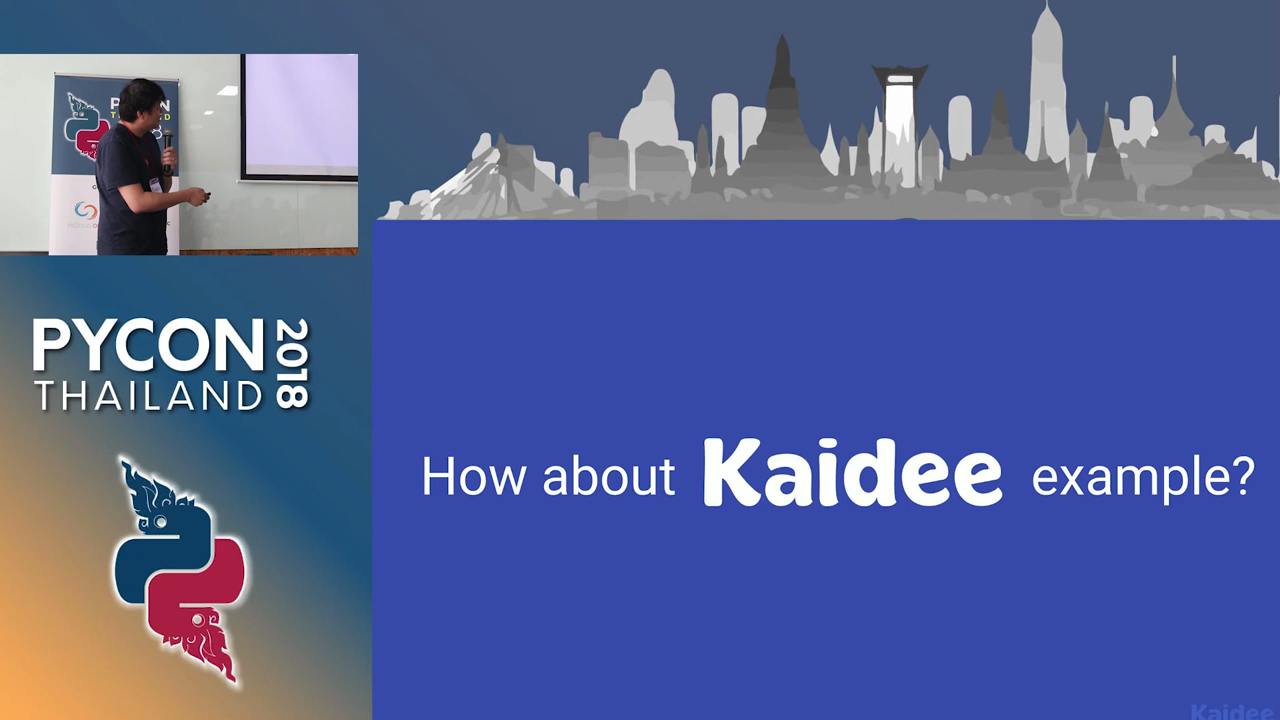 PYCON
THAILAND
2018
How about Kaidee example?
Kaidee